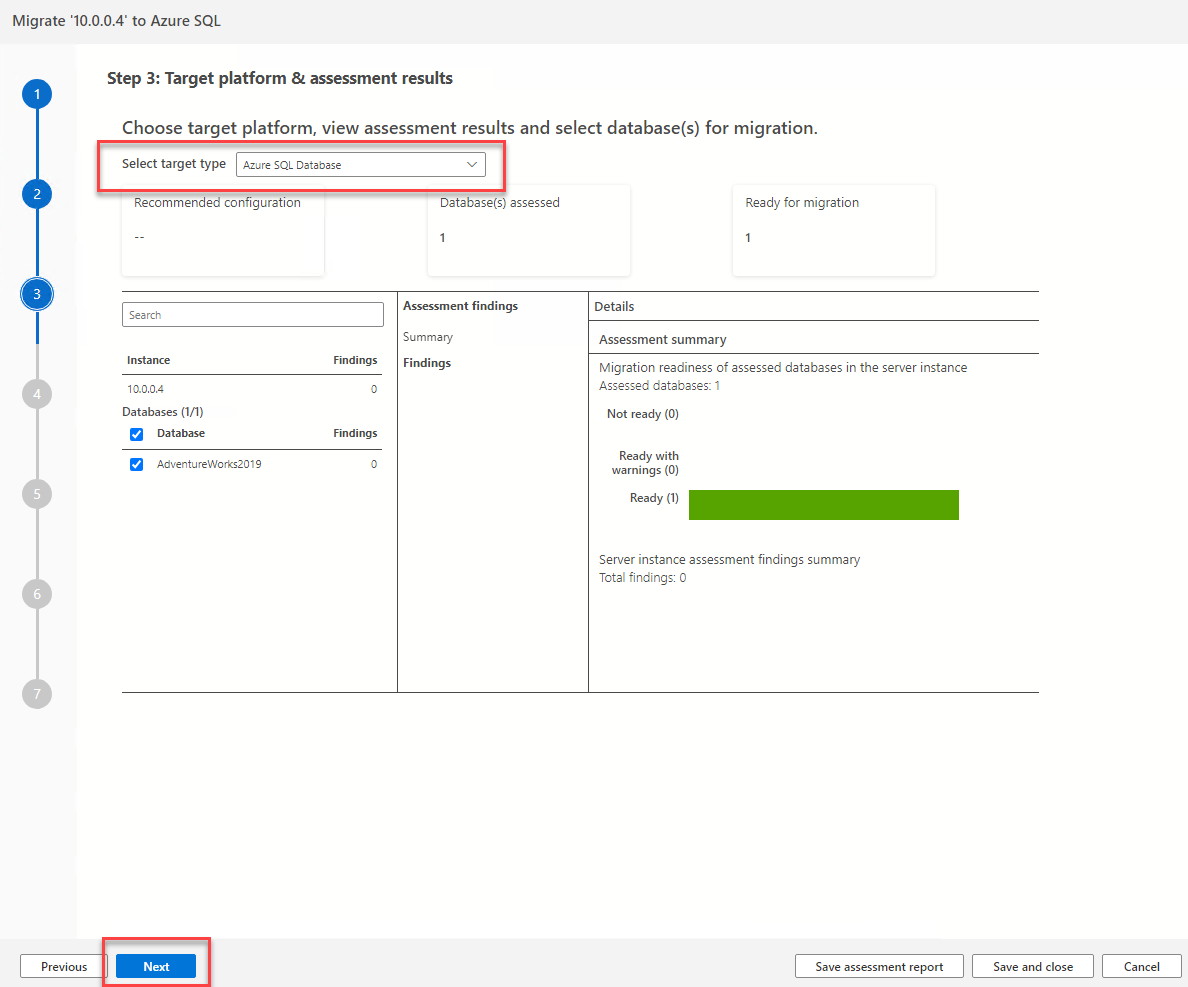 Migrate '10.0.0.4' to Azure SQL
1
2
3
4
5
6
7
Step 3: Target platform & assessment results
Choose target platform, view assessment results and select database(s) for migration.
Select target type
Azure SQL Database
Recommended configuration
--
Database(s) assessed
1
Ready for migration
1
Search
Instance Findings
10.0.0.4 0
Databases (1/1)
Database Findings
AdventureWorks2019 0
Assessment findings
Summary
Findings
Details
Assessment summary
Migration readiness of assessed databases in the server instance
Assessed databases: 1
Not ready (0)
Ready with
warnings (0)
Ready (1)
Server instance assessment findings summary
Total findings: 0
Previous
Next
Save assessment report
Save and close
Cancel